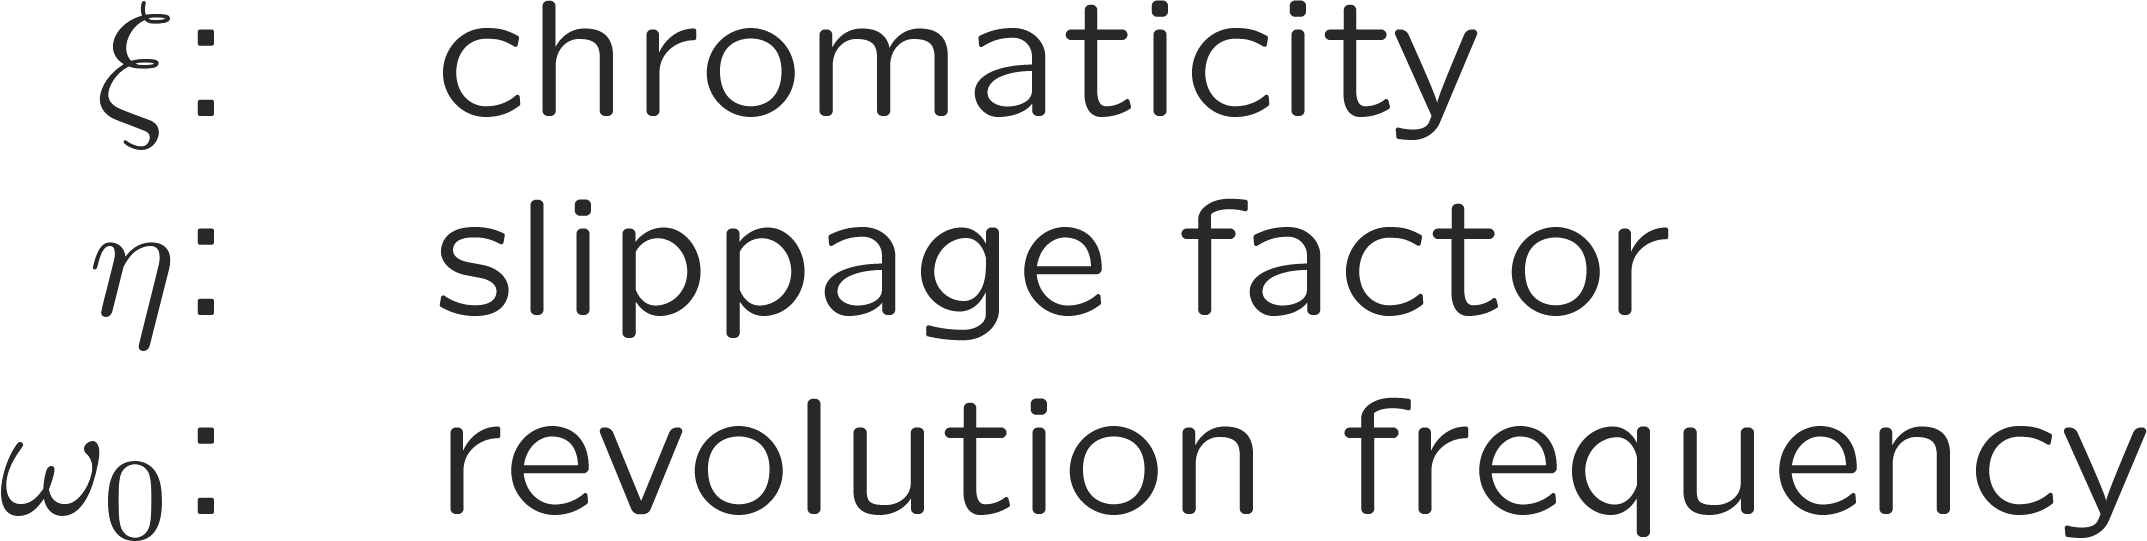 ξ: chromaticity
η: slippage factor
ω₀: revolution frequency